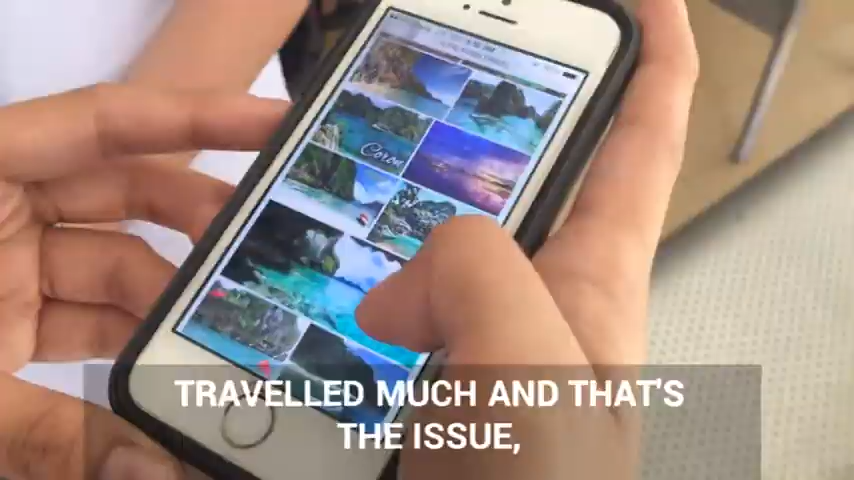 Coron
TRAVELLED MUCH AND THAT'S
THE ISSUE,